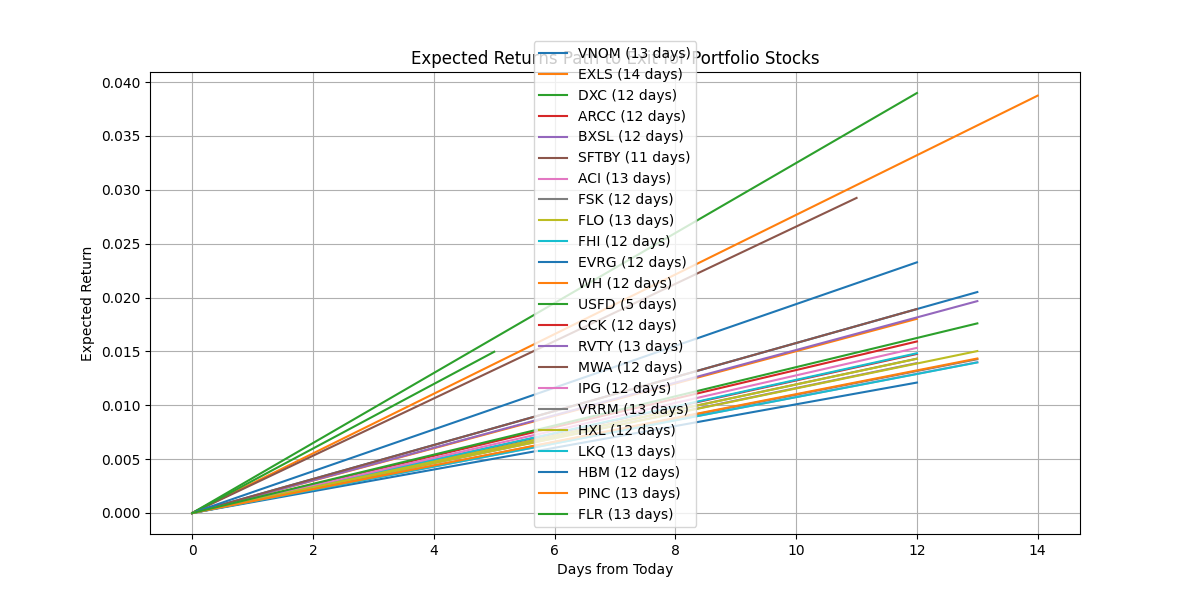 Expected Returns Path to Exit for Portfolio Stocks
VNOM (13 days)
EXLS (14 days)
DXC (12 days)
ARCC (12 days)
BXSL (12 days)
SFTBY (11 days)
ACI (13 days)
FSK (12 days)
FLO (13 days)
FHI (12 days)
EVRG (12 days)
WH (12 days)
USFD (5 days)
CCK (12 days)
RVTY (13 days)
MWA (12 days)
IPG (12 days)
VRRM (13 days)
HXL (12 days)
LKQ (13 days)
HBM (12 days)
PINC (13 days)
FLR (13 days)
Expected Return
0.040
0.035
0.030
0.025
0.020
0.015
0.010
0.005
0.000
0 2 4 6 8 10 12 14
Days from Today